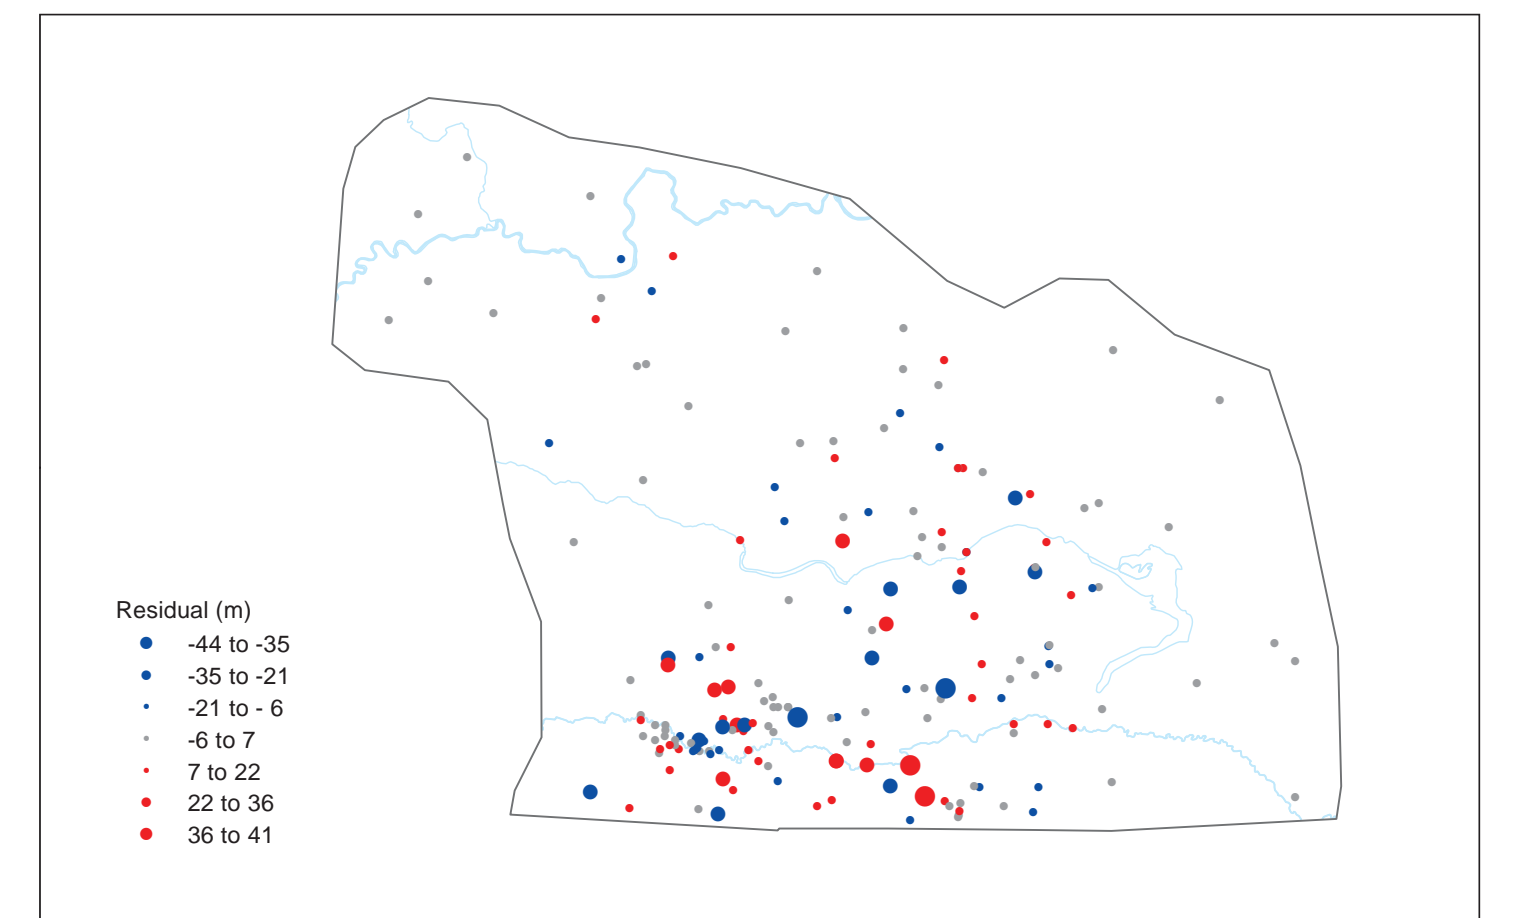 Residual (m)
-44 to -35
-35 to -21
-21 to - 6
-6 to 7
7 to 22
22 to 36
36 to 41